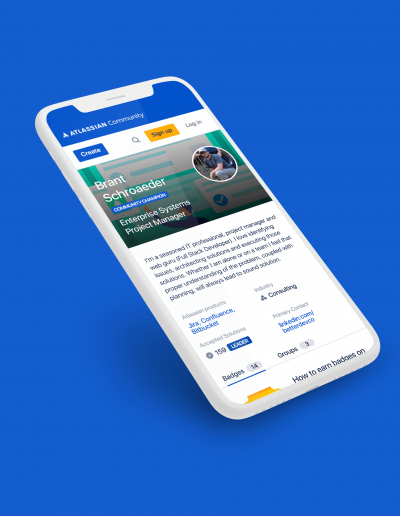 ATLASSIAN Community
Create
Sign up
Log in
Brant
Schroaeder
COMMUNITY CHAMPION
Enterprise Systems
Project Manager
I'm a seasoned IT professional, project manager and
web guru (Full Stack Developer). I love identifying
issues, architecting solutions and executing those
solutions. Whether I am alone or on a team I feel that
proper understanding of the problem, coupled with
planning, will always lead to sound solution.
Atlassian products
Jira, Confluence,
Bitbucket
Industry
Consulting
Accepted Solutions
159 LEADER
Primary Contact
linkedin.com/
betterdevco
Badges 14
Groups 3
How to earn badges on